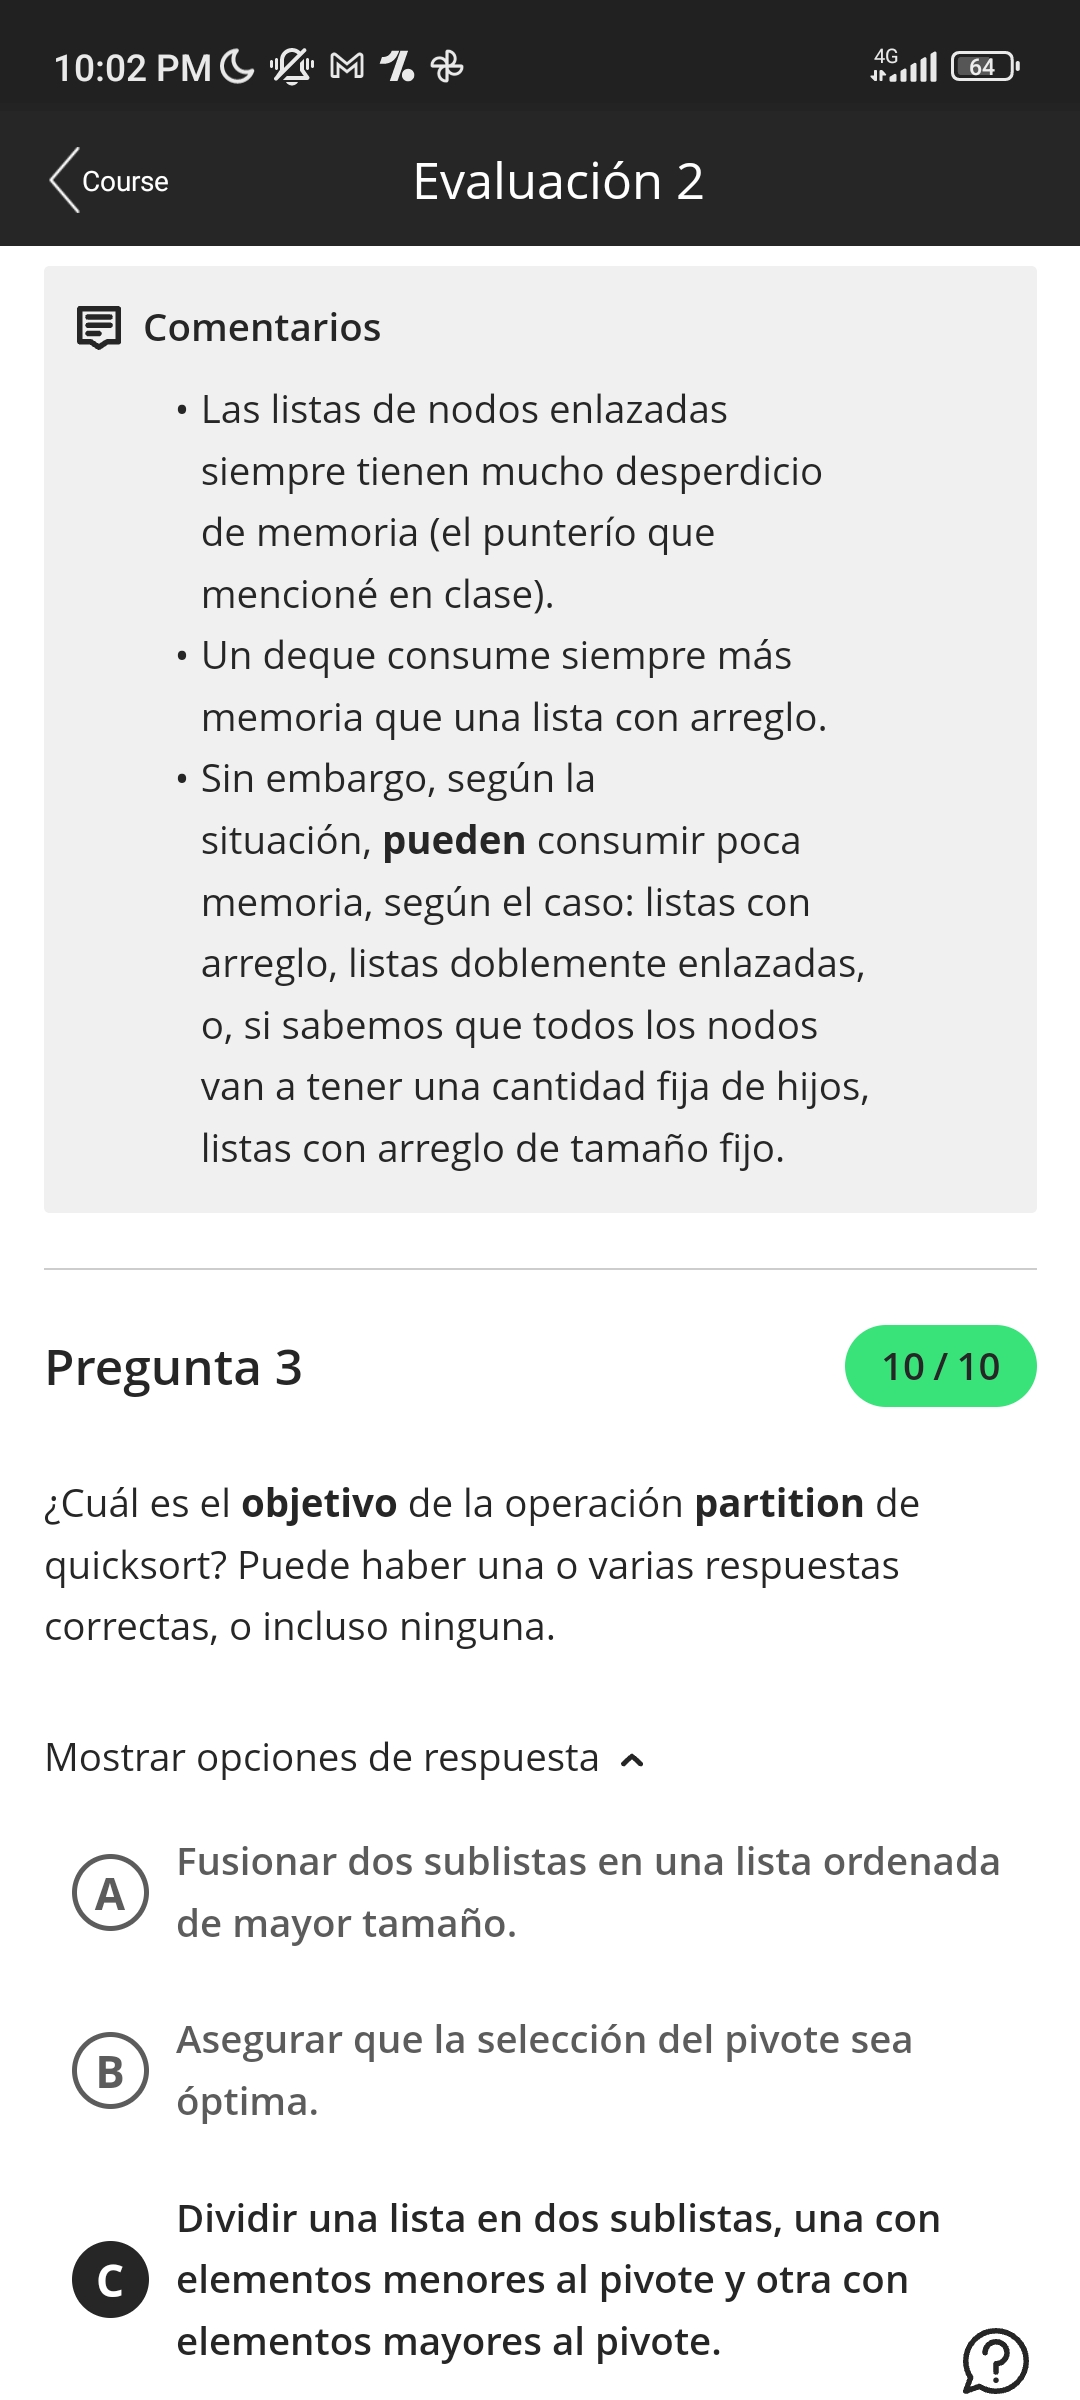 10:02 PM
4G
64
Course
Evaluación 2
Comentarios
• Las listas de nodos enlazadas
siempre tienen mucho desperdicio
de memoria (el punterío que
mencioné en clase).
• Un deque consume siempre más
memoria que una lista con arreglo.
• Sin embargo, según la
situación, pueden consumir poca
memoria, según el caso: listas con
arreglo, listas doblemente enlazadas,
o, si sabemos que todos los nodos
van a tener una cantidad fija de hijos,
listas con arreglo de tamaño fijo.
Pregunta 3
10 / 10
¿Cuál es el objetivo de la operación partition de
quicksort? Puede haber una o varias respuestas
correctas, o incluso ninguna.
Mostrar opciones de respuesta
A
Fusionar dos sublistas en una lista ordenada
de mayor tamaño.
B
Asegurar que la selección del pivote sea
óptima.
C
Dividir una lista en dos sublistas, una con
elementos menores al pivote y otra con
elementos mayores al pivote.